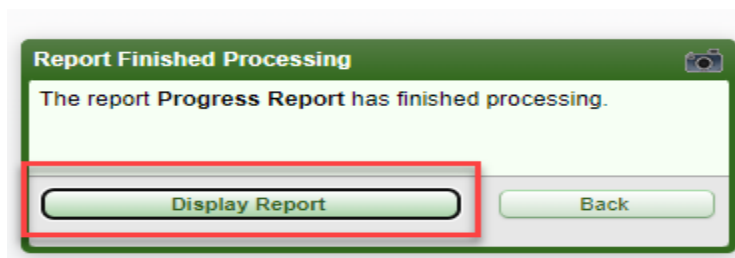 Report Finished Processing
The report Progress Report has finished processing.
Display Report
Back